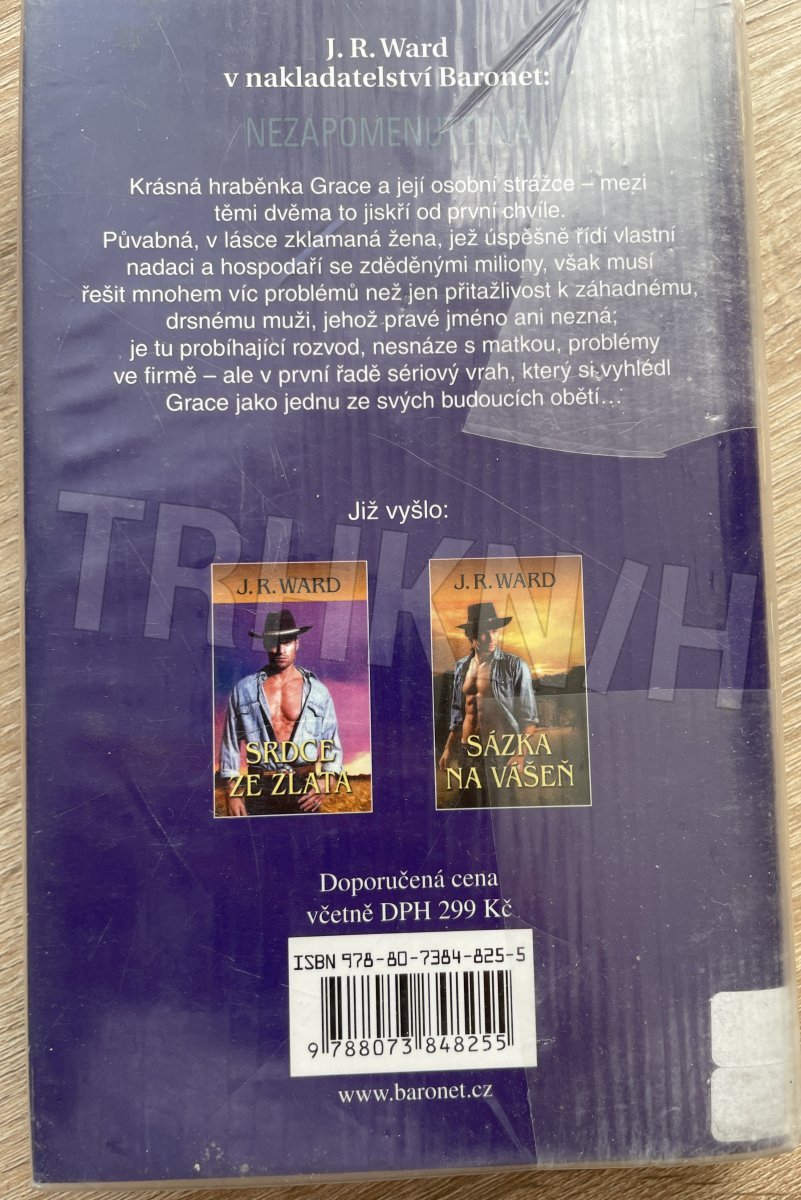 J. R. Ward
v nakladatelství Baronet:
NEZAPOMENUTELNÁ
Krásná hraběnka Grace a její osobní strážce – mezi
těmi dvěma to jiskří od první chvíle.
Půvabná, v lásce zklamaná žena, jež úspěšně řídí vlastní
nadaci a hospodaří se zděděnými miliony, však musí
řešit mnohem víc problémů než jen přitažlivost k záhadnému,
drsnému muži, jehož pravé jméno ani nezná;
je tu probíhající rozvod, nesnáze s matkou, problémy
ve firmě – ale v první řadě sériový vrah, který si vyhlédl
Grace jako jednu ze svých budoucích obětí…
Již vyšlo:
TRHKNIH
J. R. WARD
SRDCE
ZE ZLATA
J. R. WARD
SÁZKA
NA VÁŠEŇ
Doporučená cena
včetně DPH 299 Kč
ISBN 978-80-7384-825-5
9 788073 848255
www.baronet.cz